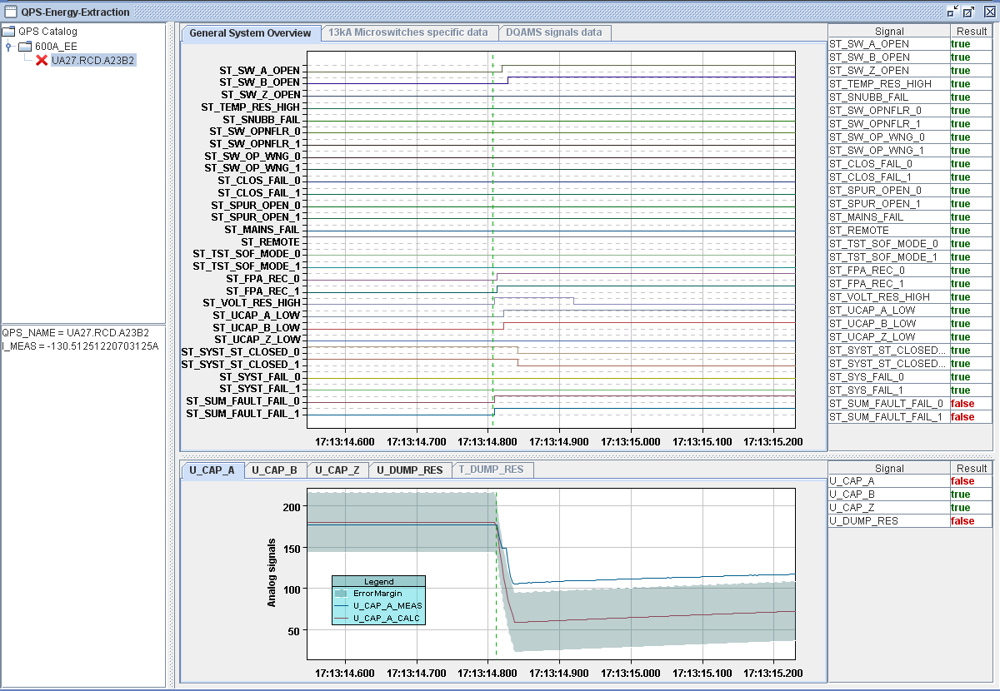 QPS-Energy-Extraction
QPS Catalog
600A_EE
UA27.RCD.A23B2
QPS_NAME = UA27.RCD.A23B2
I_MEAS = -130.51251220703125A
General System Overview
13kA Microswitches specific data
DQAMS signals data
ST_SW_A_OPEN
ST_SW_B_OPEN
ST_SW_Z_OPEN
ST_TEMP_RES_HIGH
ST_SNUBB_FAIL
ST_SW_OPNFLR_0
ST_SW_OPNFLR_1
ST_SW_OP_WNG_0
ST_SW_OP_WNG_1
ST_CLOS_FAIL_0
ST_CLOS_FAIL_1
ST_SPUR_OPEN_0
ST_SPUR_OPEN_1
ST_MAINS_FAIL
ST_REMOTE
ST_TST_SOF_MODE_0
ST_TST_SOF_MODE_1
ST_FPA_REC_0
ST_FPA_REC_1
ST_VOLT_RES_HIGH
ST_UCAP_A_LOW
ST_UCAP_B_LOW
ST_UCAP_Z_LOW
ST_SYST_ST_CLOSED_0
ST_SYST_ST_CLOSED_1
ST_SYST_FAIL_0
ST_SYST_FAIL_1
ST_SUM_FAULT_FAIL_0
ST_SUM_FAULT_FAIL_1
17:13:14.600 17:13:14.700 17:13:14.800 17:13:14.900 17:13:15.000 17:13:15.100 17:13:15.200
Signal Result
ST_SW_A_OPEN true
ST_SW_B_OPEN true
ST_SW_Z_OPEN true
ST_TEMP_RES_HIGH true
ST_SNUBB_FAIL true
ST_SW_OPNFLR_0 true
ST_SW_OPNFLR_1 true
ST_SW_OP_WNG_0 true
ST_SW_OP_WNG_1 true
ST_CLOS_FAIL_0 true
ST_CLOS_FAIL_1 true
ST_SPUR_OPEN_0 true
ST_SPUR_OPEN_1 true
ST_MAINS_FAIL true
ST_REMOTE true
ST_TST_SOF_MODE_0 true
ST_TST_SOF_MODE_1 true
ST_FPA_REC_0 true
ST_FPA_REC_1 true
ST_VOLT_RES_HIGH true
ST_UCAP_A_LOW true
ST_UCAP_B_LOW true
ST_UCAP_Z_LOW true
ST_SYST_ST_CLOSED... true
ST_SYST_ST_CLOSED... true
ST_SYS_FAIL_0 true
ST_SYS_FAIL_1 true
ST_SUM_FAULT_FAIL_0 false
ST_SUM_FAULT_FAIL_1 false
U_CAP_A
U_CAP_B
U_CAP_Z
U_DUMP_RES
T_DUMP_RES
Analog signals
200
150
100
50
Legend
ErrorMargin
U_CAP_A_MEAS
U_CAP_A_CALC
17:13:14.600 17:13:14.700 17:13:14.800 17:13:14.900 17:13:15.000 17:13:15.100 17:13:15.200
Signal Result
U_CAP_A false
U_CAP_B true
U_CAP_Z true
U_DUMP_RES false